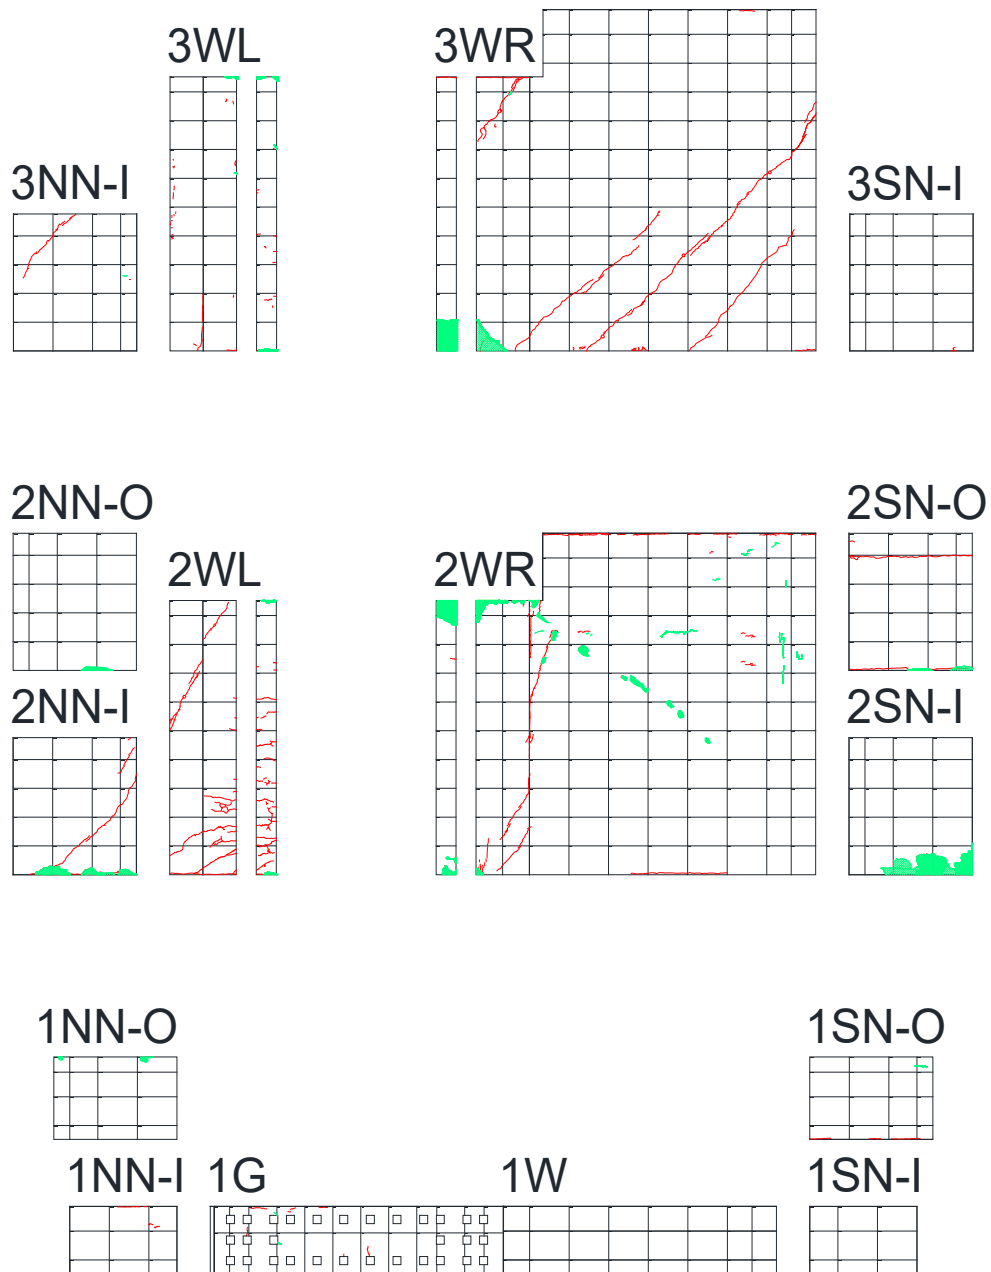 3WL
3WR
3NN-I
3SN-I
2NN-O
2SN-O
2WL
2WR
2NN-I
2SN-I
1NN-O
1SN-O
1NN-I
1G
1W
1SN-I